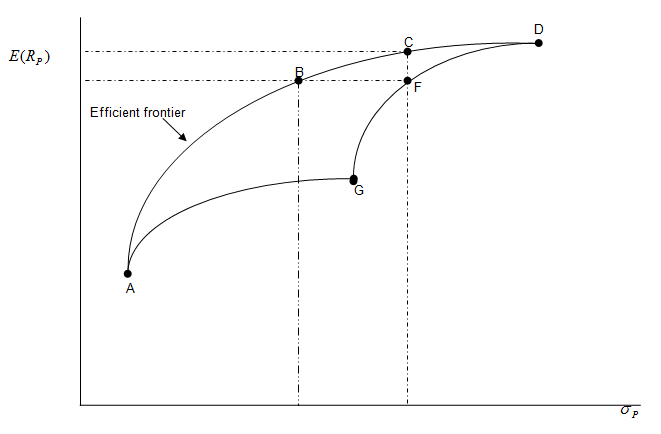 D
C
E(R_P)
B
F
Efficient frontier
G
A
σ_P